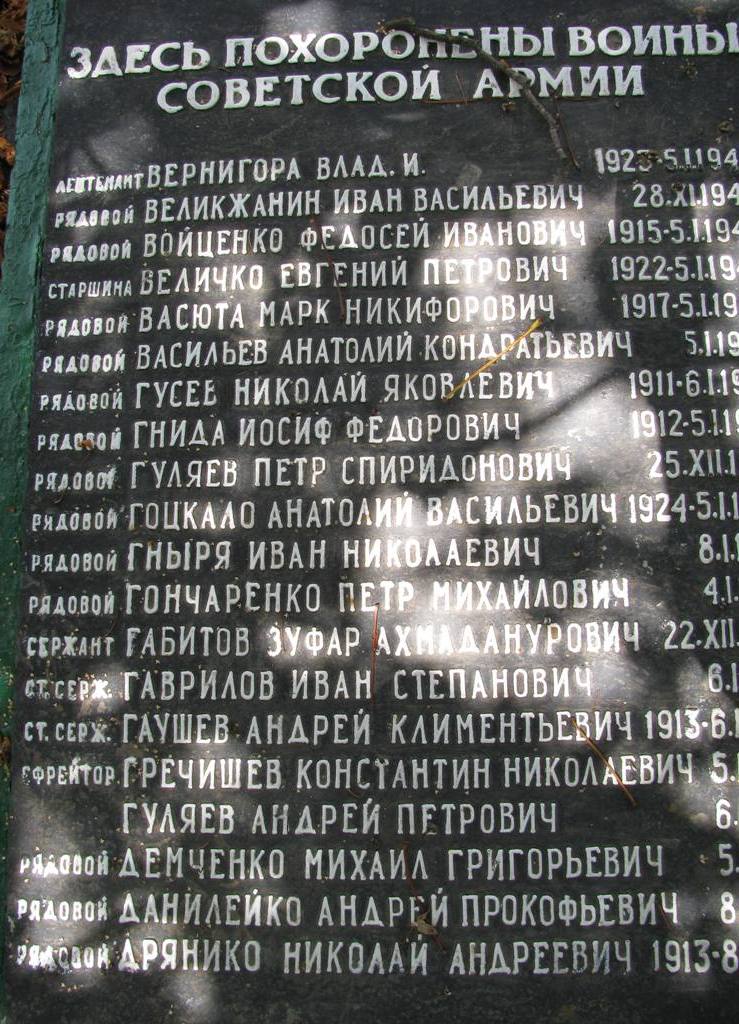 ЗДЕСЬ ПОХОРОНЕНЫ ВОИНЫ
СОВЕТСКОЙ АРМИИ
ЛЕЙТЕНАНТ ВЕРНИГОРА ВЛАД. И. 1923-5.I.194
РЯДОВОЙ ВЕЛИКЖАНИН ИВАН ВАСИЛЬЕВИЧ 28.XI.194
РЯДОВОЙ ВОЙЦЕНКО ФЕДОСЕЙ ИВАНОВИЧ 1915-5.I.194
СТАРШИНА ВЕЛИЧКО ЕВГЕНИЙ ПЕТРОВИЧ 1922-5.I.19
РЯДОВОЙ ВАСЮТА МАРК НИКИФОРОВИЧ 1917-5.I.19
РЯДОВОЙ ВАСИЛЬЕВ АНАТОЛИЙ КОНДРАТЬЕВИЧ 5.I.19
РЯДОВОЙ ГУСЕВ НИКОЛАЙ ЯКОВЛЕВИЧ 1911-6.I.19
РЯДОВОЙ ГНИДА ИОСИФ ФЕДОРОВИЧ 1912-5.I.19
РЯДОВОЙ ГУЛЯЕВ ПЕТР СПИРИДОНОВИЧ 25.XII.1
РЯДОВОЙ ГОЦКАЛО АНАТОЛИЙ ВАСИЛЬЕВИЧ 1924-5.I.1
РЯДОВОЙ ГНЫРЯ ИВАН НИКОЛАЕВИЧ 8.I.1
РЯДОВОЙ ГОНЧАРЕНКО ПЕТР МИХАЙЛОВИЧ 4.I.
СЕРЖАНТ ГАБИТОВ ЗУФАР АХМАДАНУРОВИЧ 22.XII.
СТ. СЕРЖ. ГАВРИЛОВ ИВАН СТЕПАНОВИЧ 6.I
СТ. СЕРЖ. ГАУШЕВ АНДРЕЙ КЛИМЕНТЬЕВИЧ 1913-6.I
ЕФРЕЙТОР ГРЕЧИШЕВ КОНСТАНТИН НИКОЛАЕВИЧ 5.
ГУЛЯЕВ АНДРЕЙ ПЕТРОВИЧ 6.
РЯДОВОЙ ДЕМЧЕНКО МИХАИЛ ГРИГОРЬЕВИЧ 5.
РЯДОВОЙ ДАНИЛЕЙКО АНДРЕЙ ПРОКОФЬЕВИЧ 8
РЯДОВОЙ ДРЯНИКО НИКОЛАЙ АНДРЕЕВИЧ 1913-8